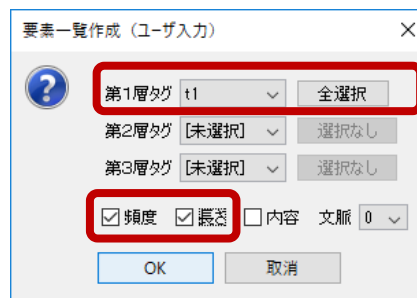 要素一覧作成（ユーザ入力）
第1層タグ t1 全選択
第2層タグ [未選択] 選択なし
第3層タグ [未選択] 選択なし
頻度 長さ 内容 文脈 0
OK 取消